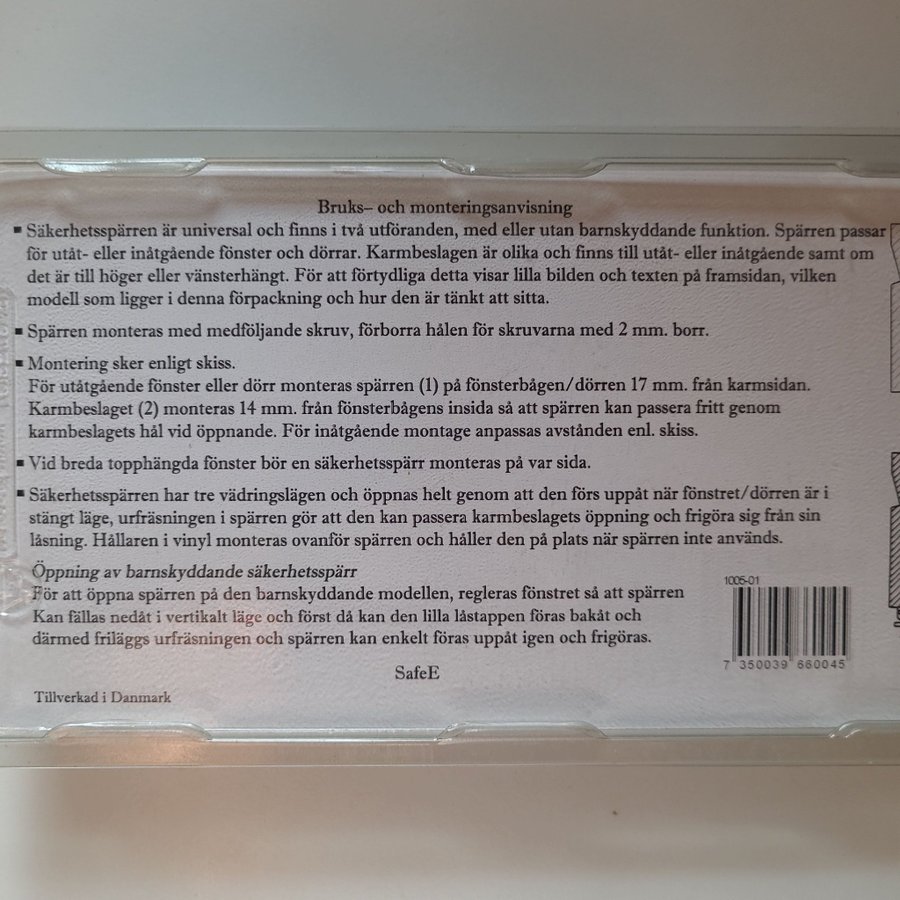 Bruks– och monteringsanvisning
▪ Säkerhetsspärren är universal och finns i två utföranden, med eller utan barnskyddande funktion. Spärren passar
för utåt- eller inåtgående fönster och dörrar. Karmbeslagen är olika och finns till utåt- eller inåtgående samt om
det är till höger eller vänsterhängt. För att förtydliga detta visar lilla bilden och texten på framsidan, vilken
modell som ligger i denna förpackning och hur den är tänkt att sitta.
▪ Spärren monteras med medföljande skruv, förborra hålen för skruvarna med 2 mm. borr.
▪ Montering sker enligt skiss.
För utåtgående fönster eller dörr monteras spärren (1) på fönsterbågen/dörren 17 mm. från karmsidan.
Karmbeslaget (2) monteras 14 mm. från fönsterbågens insida så att spärren kan passera fritt genom
karmbeslagets hål vid öppnande. För inåtgående montage anpassas avstånden enl. skiss.
▪ Vid breda topphängda fönster bör en säkerhetsspärr monteras på var sida.
▪ Säkerhetsspärren har tre vädringslägen och öppnas helt genom att den förs uppåt när fönstret/dörren är i
stängt läge, urfräsningen i spärren gör att den kan passera karmbeslagets öppning och frigöra sig från sin
låsning. Hållaren i vinyl monteras ovanför spärren och håller den på plats när spärren inte används.
Öppning av barnskyddande säkerhetsspärr
För att öppna spärren på den barnskyddande modellen, regleras fönstret så att spärren
Kan fällas nedåt i vertikalt läge och först då kan den lilla låstappen föras bakåt och
därmed friläggs urfräsningen och spärren kan enkelt föras uppåt igen och frigöras.
1006-01
7 350039 660045
SafeE
Tillverkad i Danmark